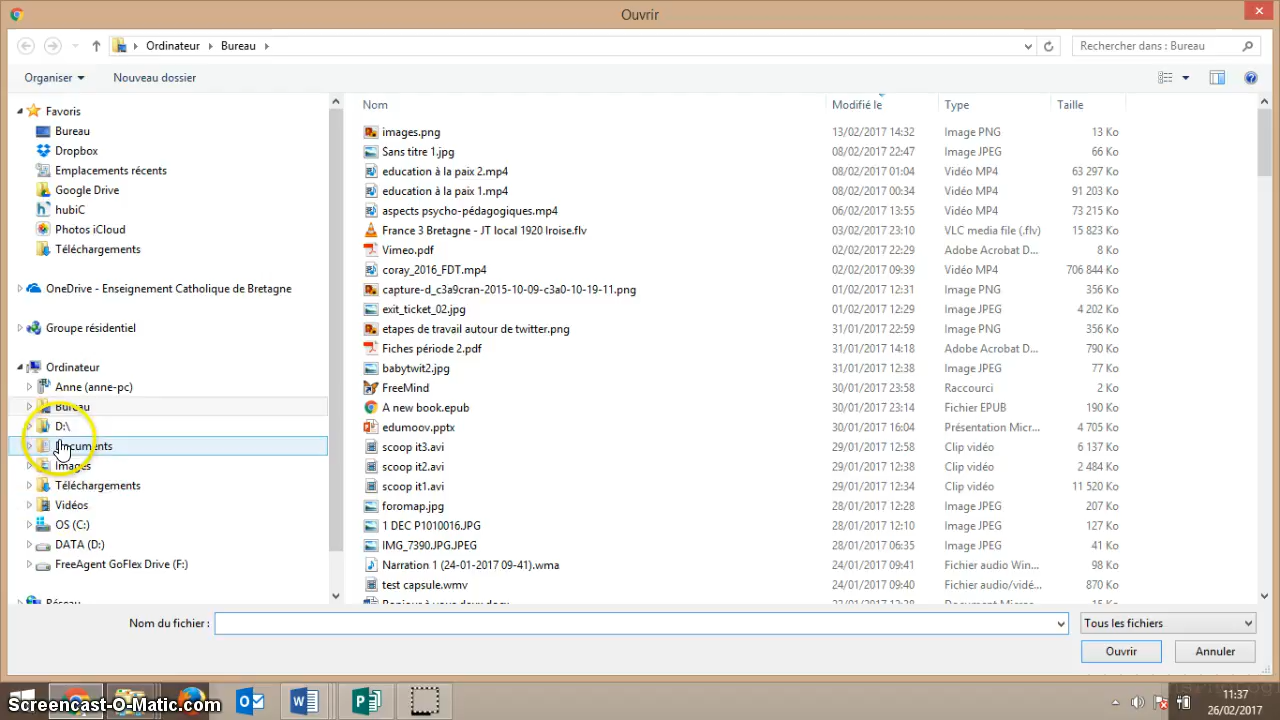 Ouvrir
Ordinateur Bureau
Rechercher dans : Bureau
Organiser Nouveau dossier
Favoris
Bureau
Dropbox
Emplacements récents
Google Drive
hubiC
Photos iCloud
Téléchargements
OneDrive - Enseignement Catholique de Bretagne
Groupe résidentiel
Ordinateur
Anne (anne-pc)
Bureau
D:\
Documents
Images
Téléchargements
Vidéos
OS (C:)
DATA (D:)
FreeAgent GoFlex Drive (F:)
Réseau
Nom Modifié le Type Taille
images.png 13/02/2017 14:32 Image PNG 13 Ko
Sans titre 1.jpg 08/02/2017 22:47 Image JPEG 66 Ko
education à la paix 2.mp4 08/02/2017 01:04 Vidéo MP4 63 297 Ko
education à la paix 1.mp4 08/02/2017 00:34 Vidéo MP4 91 203 Ko
aspects psycho-pédagogiques.mp4 06/02/2017 13:55 Vidéo MP4 73 215 Ko
France 3 Bretagne - JT local 1920 Iroise.flv 03/02/2017 23:10 VLC media file (.flv) 15 823 Ko
Vimeo.pdf 02/02/2017 22:29 Adobe Acrobat D... 8 Ko
coray_2016_FDT.mp4 02/02/2017 09:39 Vidéo MP4 706 844 Ko
capture-d_c3a9cran-2015-10-09-c3a0-10-19-11.png 01/02/2017 12:31 Image PNG 356 Ko
exit_ticket_02.jpg 01/02/2017 12:29 Image JPEG 4 202 Ko
etapes de travail autour de twitter.png 31/01/2017 22:59 Image PNG 356 Ko
Fiches période 2.pdf 31/01/2017 14:18 Adobe Acrobat D... 790 Ko
babytwit2.jpg 31/01/2017 12:38 Image JPEG 77 Ko
FreeMind 30/01/2017 23:58 Raccourci 2 Ko
A new book.epub 30/01/2017 23:43 Fichier EPUB 190 Ko
edumoov.pptx 30/01/2017 16:04 Présentation Micr... 4 705 Ko
scoop it3.avi 29/01/2017 12:53 Clip vidéo 6 137 Ko
scoop it2.avi 29/01/2017 12:38 Clip vidéo 2 484 Ko
scoop it1.avi 29/01/2017 12:34 Clip vidéo 11 520 Ko
foromap.jpg 28/01/2017 12:28 Image JPEG 207 Ko
1 DEC P1010016.JPG 28/01/2017 12:10 Image JPEG 127 Ko
IMG_7390.JPG.JPEG 28/01/2017 06:35 Image JPEG 41 Ko
Narration 1 (24-01-2017 09-41).wma 24/01/2017 09:41 Fichier audio Win... 98 Ko
test capsule.wmv 24/01/2017 09:40 Fichier audio/vidé... 870 Ko
Nom du fichier :
Tous les fichiers
Ouvrir Annuler
Screencast-O-Matic.com
11:37
26/02/2017